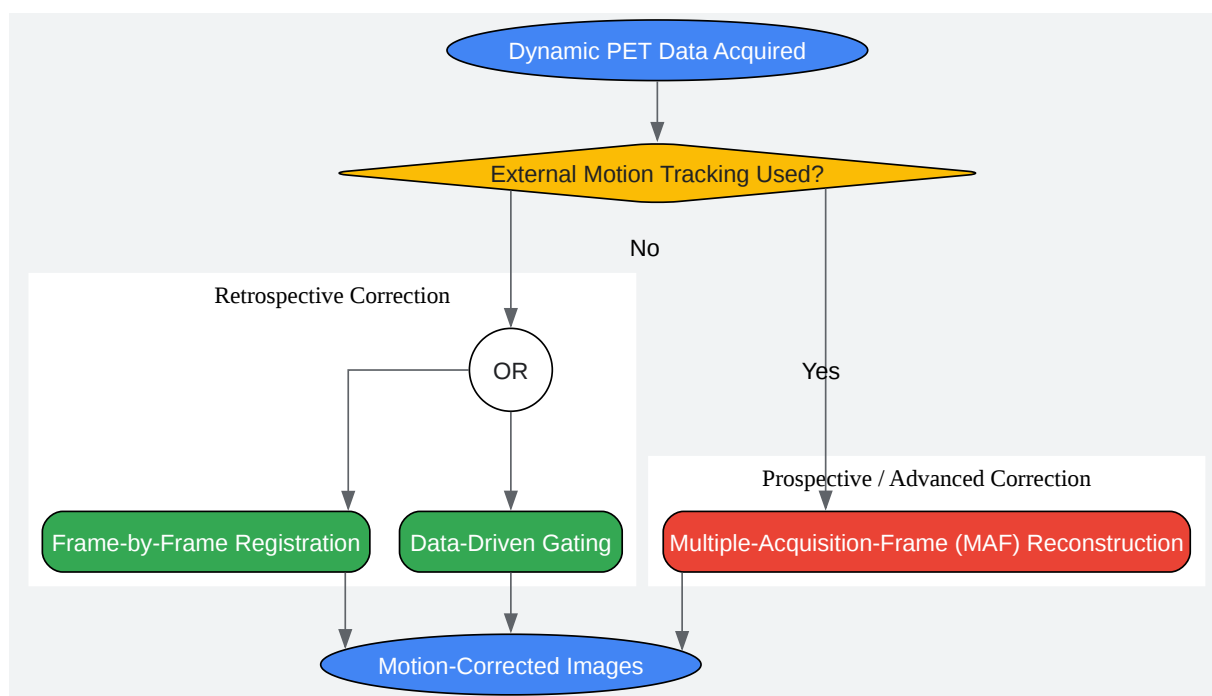 Dynamic PET Data Acquired
External Motion Tracking Used?
No
Retrospective Correction
OR
Yes
Prospective / Advanced Correction
Frame-by-Frame Registration
Data-Driven Gating
Multiple-Acquisition-Frame (MAF) Reconstruction
Motion-Corrected Images